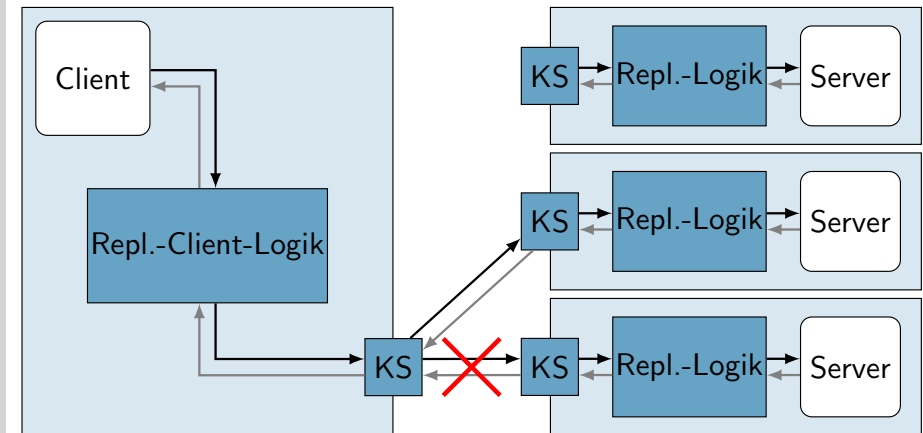 Client
Repl.-Client-Logik
KS
KS
Repl.-Logik
Server
KS
Repl.-Logik
Server
KS
Repl.-Logik
Server